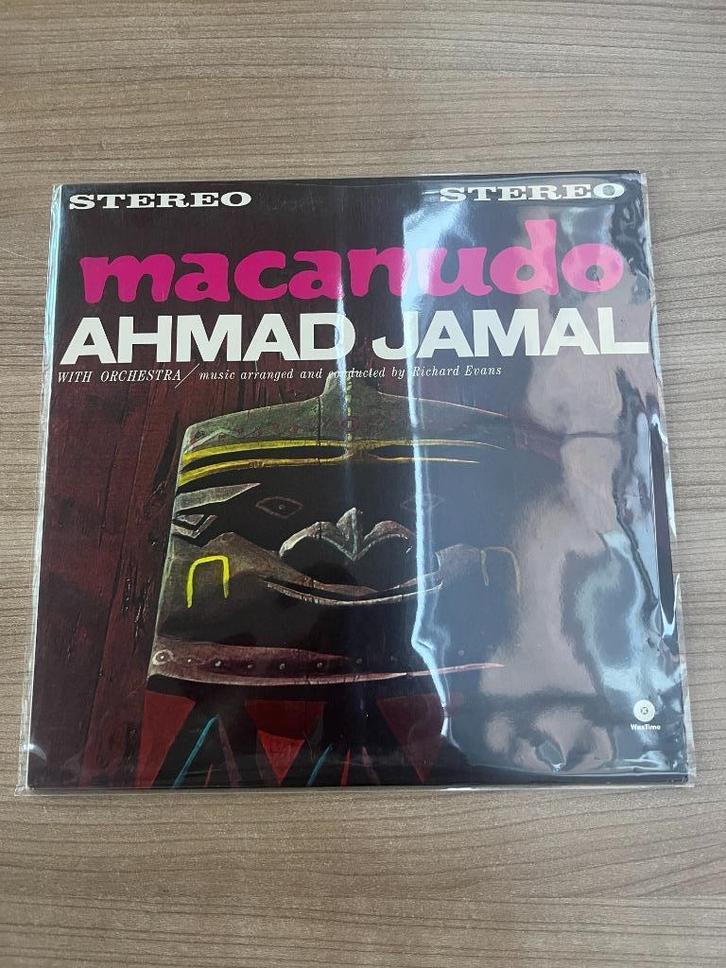 STEREO STEREO
macanudo
AHMAD JAMAL
WITH ORCHESTRA / music arranged and conducted by Richard Evans
WaxTime